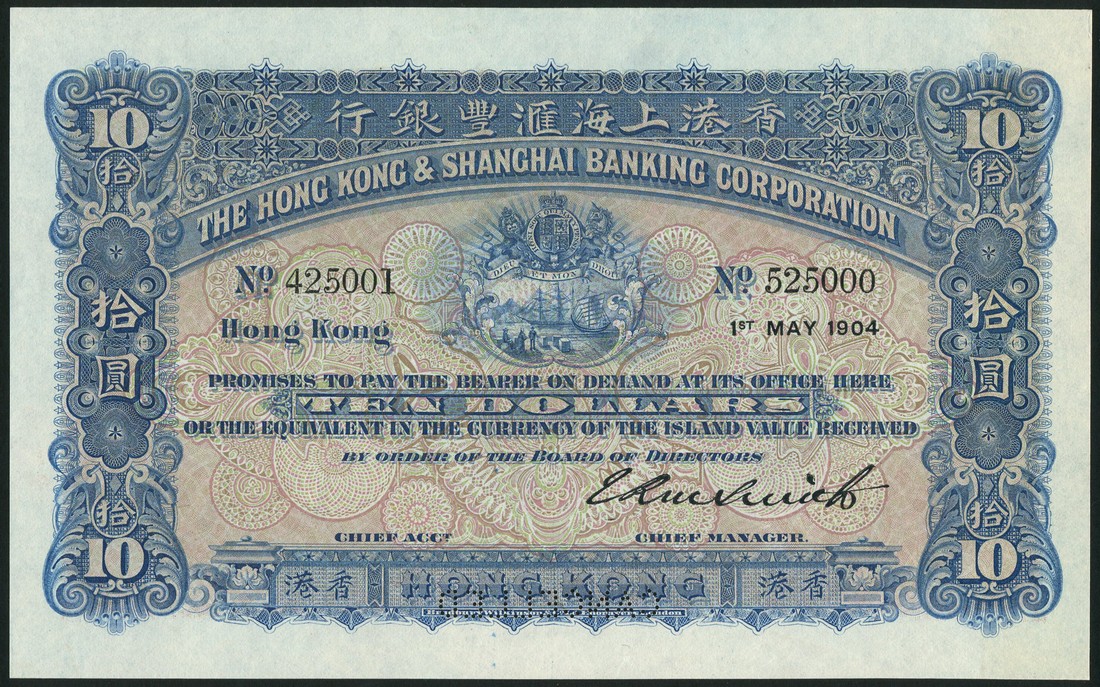 香港上海滙豐銀行
THE HONG KONG & SHANGHAI BANKING CORPORATION
10
拾
10
拾
DIEU ET MON DROIT
拾圓
拾圓
No. 425001
No. 525000
Hong Kong
1ST MAY 1904
PROMISES TO PAY THE BEARER ON DEMAND AT ITS OFFICE HERE
TEN DOLLARS
OR THE EQUIVALENT IN THE CURRENCY OF THE ISLAND VALUE RECEIVED
BY ORDER OF THE BOARD OF DIRECTORS
CHIEF ACCT
CHIEF MANAGER.
拾
10
拾
10
香港
HONG KONG
香港
Wilkinson
Engravers London